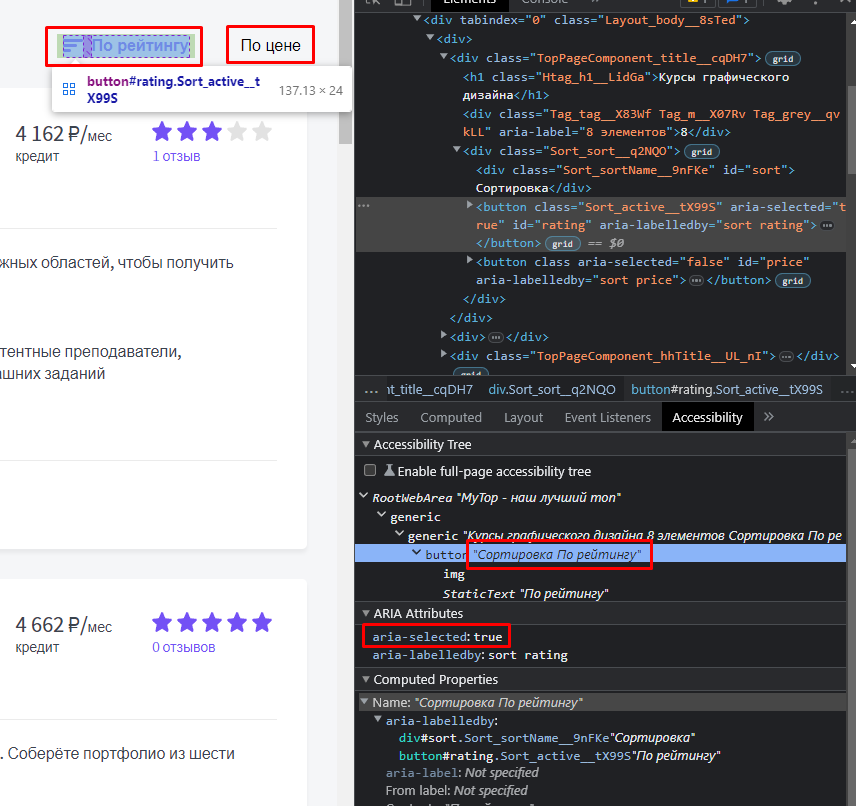 Elements
Console
<div tabindex="0" class="Layout_body__8sTed">
<div>
<div class="TopPageComponent_title__cqDH7"> grid
<h1 class="Htag_h1__LidGa">Курсы графического
дизайна</h1>
<div class="Tag_tag__X83Wf Tag_m__X07Rv Tag_grey__qv
kLL" aria-label="8 элементов">8</div>
<div class="Sort_sort__q2NQO"> grid
<div class="Sort_sortName__9nFKe" id="sort">
Сортировка</div>
<button class="Sort_active__tX99S" aria-selected="t
rue" id="rating" aria-labelledby="sort rating"> …
</button> grid == $0
<button class aria-selected="false" id="price"
aria-labelledby="sort price"> … </button> grid
</div>
</div>
<div> … </div>
<div class="TopPageComponent_hhTitle__UL_nI"> … </div>
grid
… nt_title__cqDH7 div.Sort_sort__q2NQO button#rating.Sort_active__tX99S …
Styles Computed Layout Event Listeners Accessibility »
Accessibility Tree
Enable full-page accessibility tree
RootWebArea "MyTop - наш лучший топ"
generic
generic "Курсы графического дизайна 8 элементов Сортировка По ре
button "Сортировка По рейтингу"
img
StaticText "По рейтингу"
ARIA Attributes
aria-selected: true
aria-labelledby: sort rating
Computed Properties
Name: "Сортировка По рейтингу"
aria-labelledby:
div#sort.Sort_sortName__9nFKe"Сортировка"
button#rating.Sort_active__tX99S"По рейтингу"
aria-label: Not specified
From label: Not specified
По рейтингу По цене
button#rating.Sort_active__t
X99S
137.13 × 24
4 162 ₽/мес
кредит
1 отзыв
жных областей, чтобы получить
тентные преподаватели,
ашних заданий
4 662 ₽/мес
кредит
0 отзывов
. Соберёте портфолио из шести